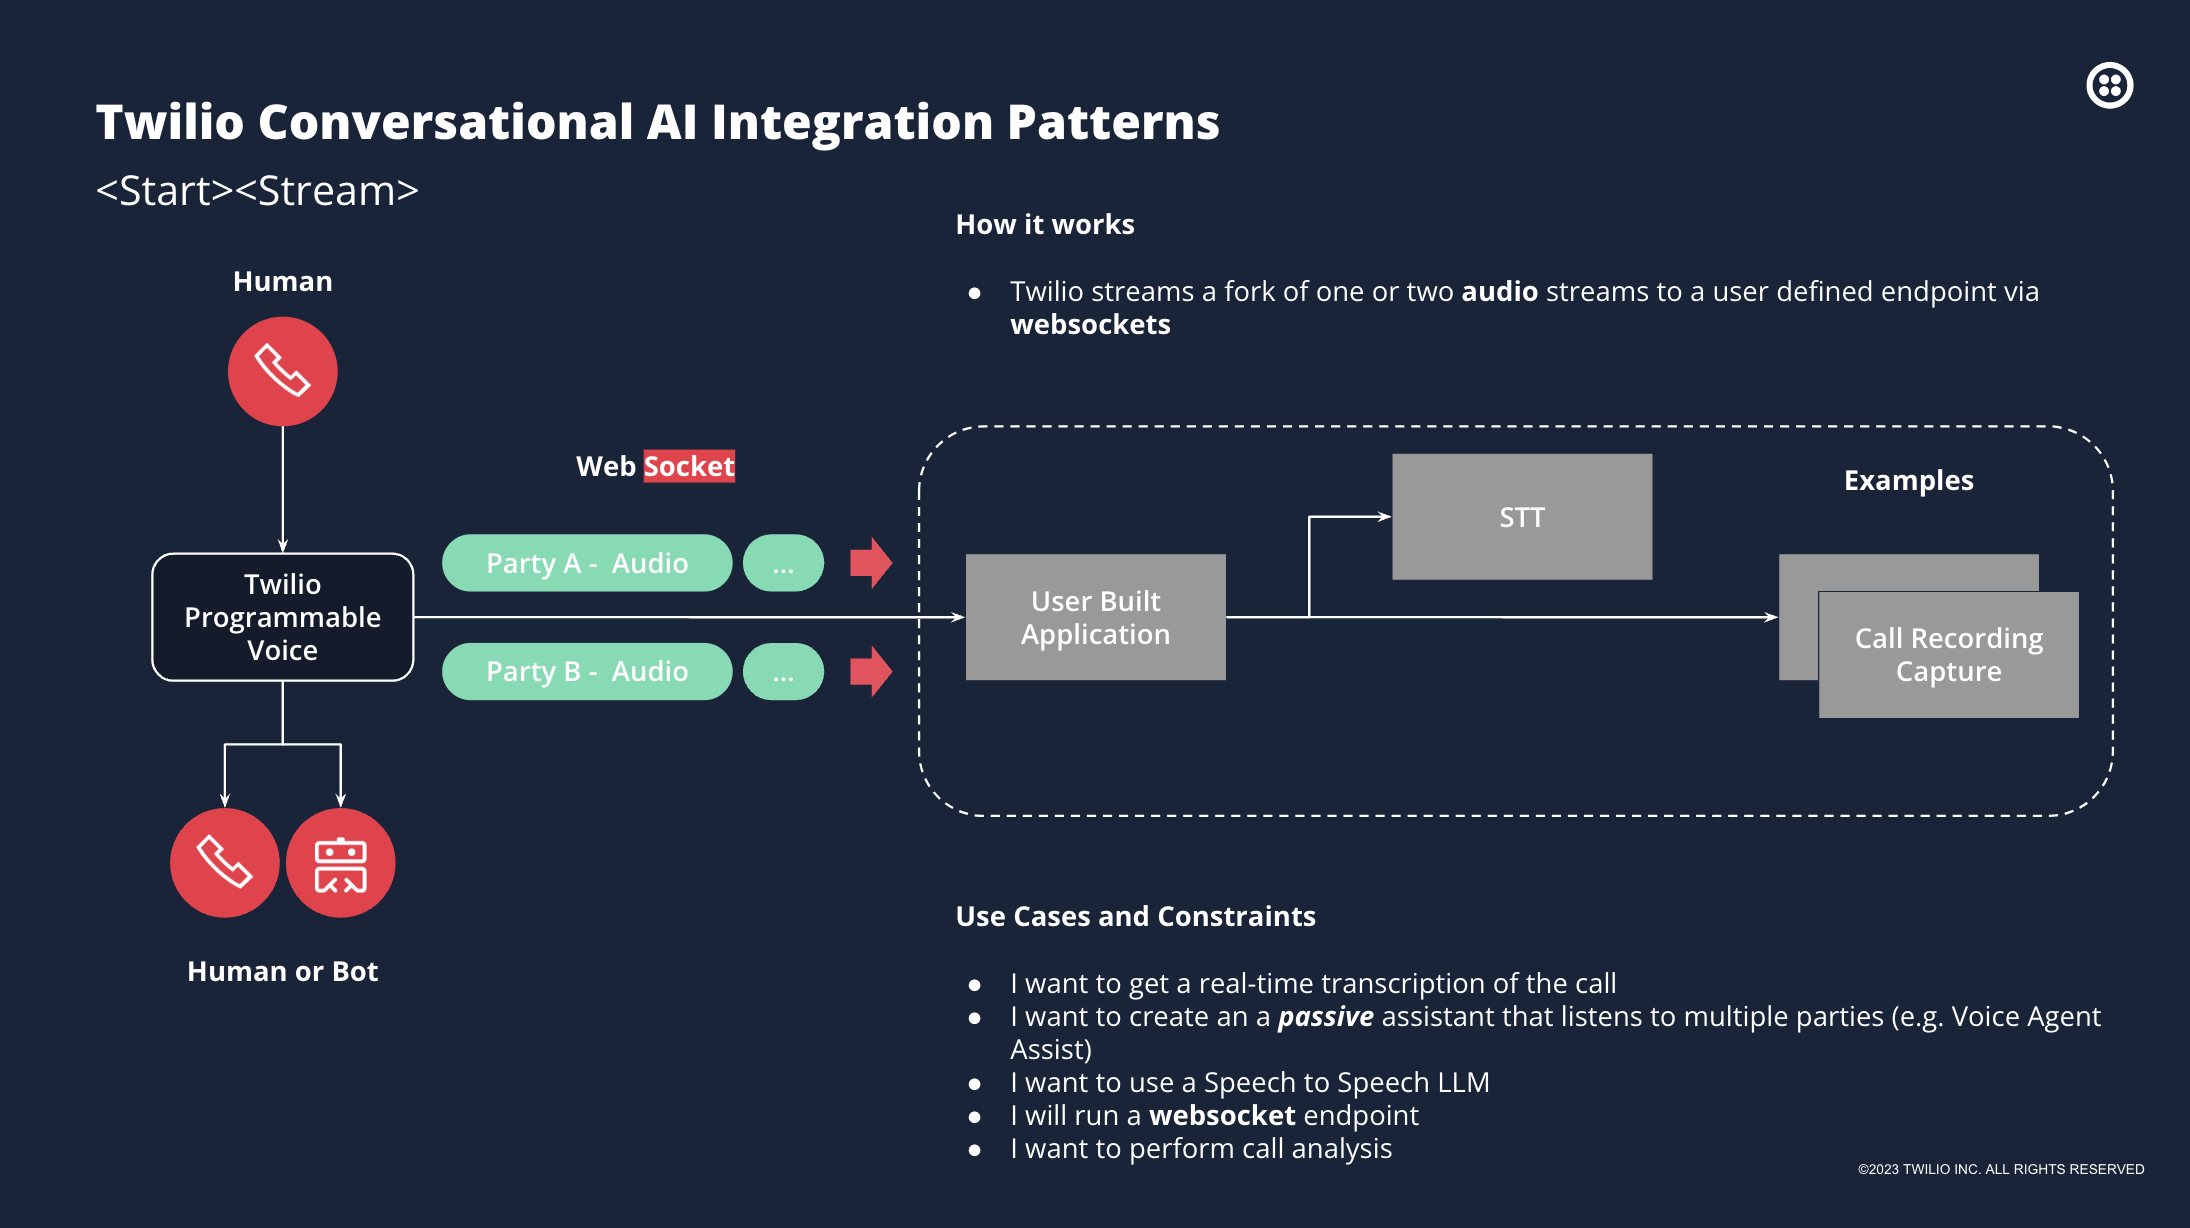 Twilio Conversational AI Integration Patterns
<Start><Stream>
How it works
● Twilio streams a fork of one or two audio streams to a user defined endpoint via
websockets
Human
Web Socket
Twilio
Programmable
Voice
Party A - Audio
...
Party B - Audio
...
User Built
Application
STT
Examples
Call Recording
Capture
Human or Bot
Use Cases and Constraints
● I want to get a real-time transcription of the call
● I want to create an a passive assistant that listens to multiple parties (e.g. Voice Agent
Assist)
● I want to use a Speech to Speech LLM
● I will run a websocket endpoint
● I want to perform call analysis
©2023 TWILIO INC. ALL RIGHTS RESERVED